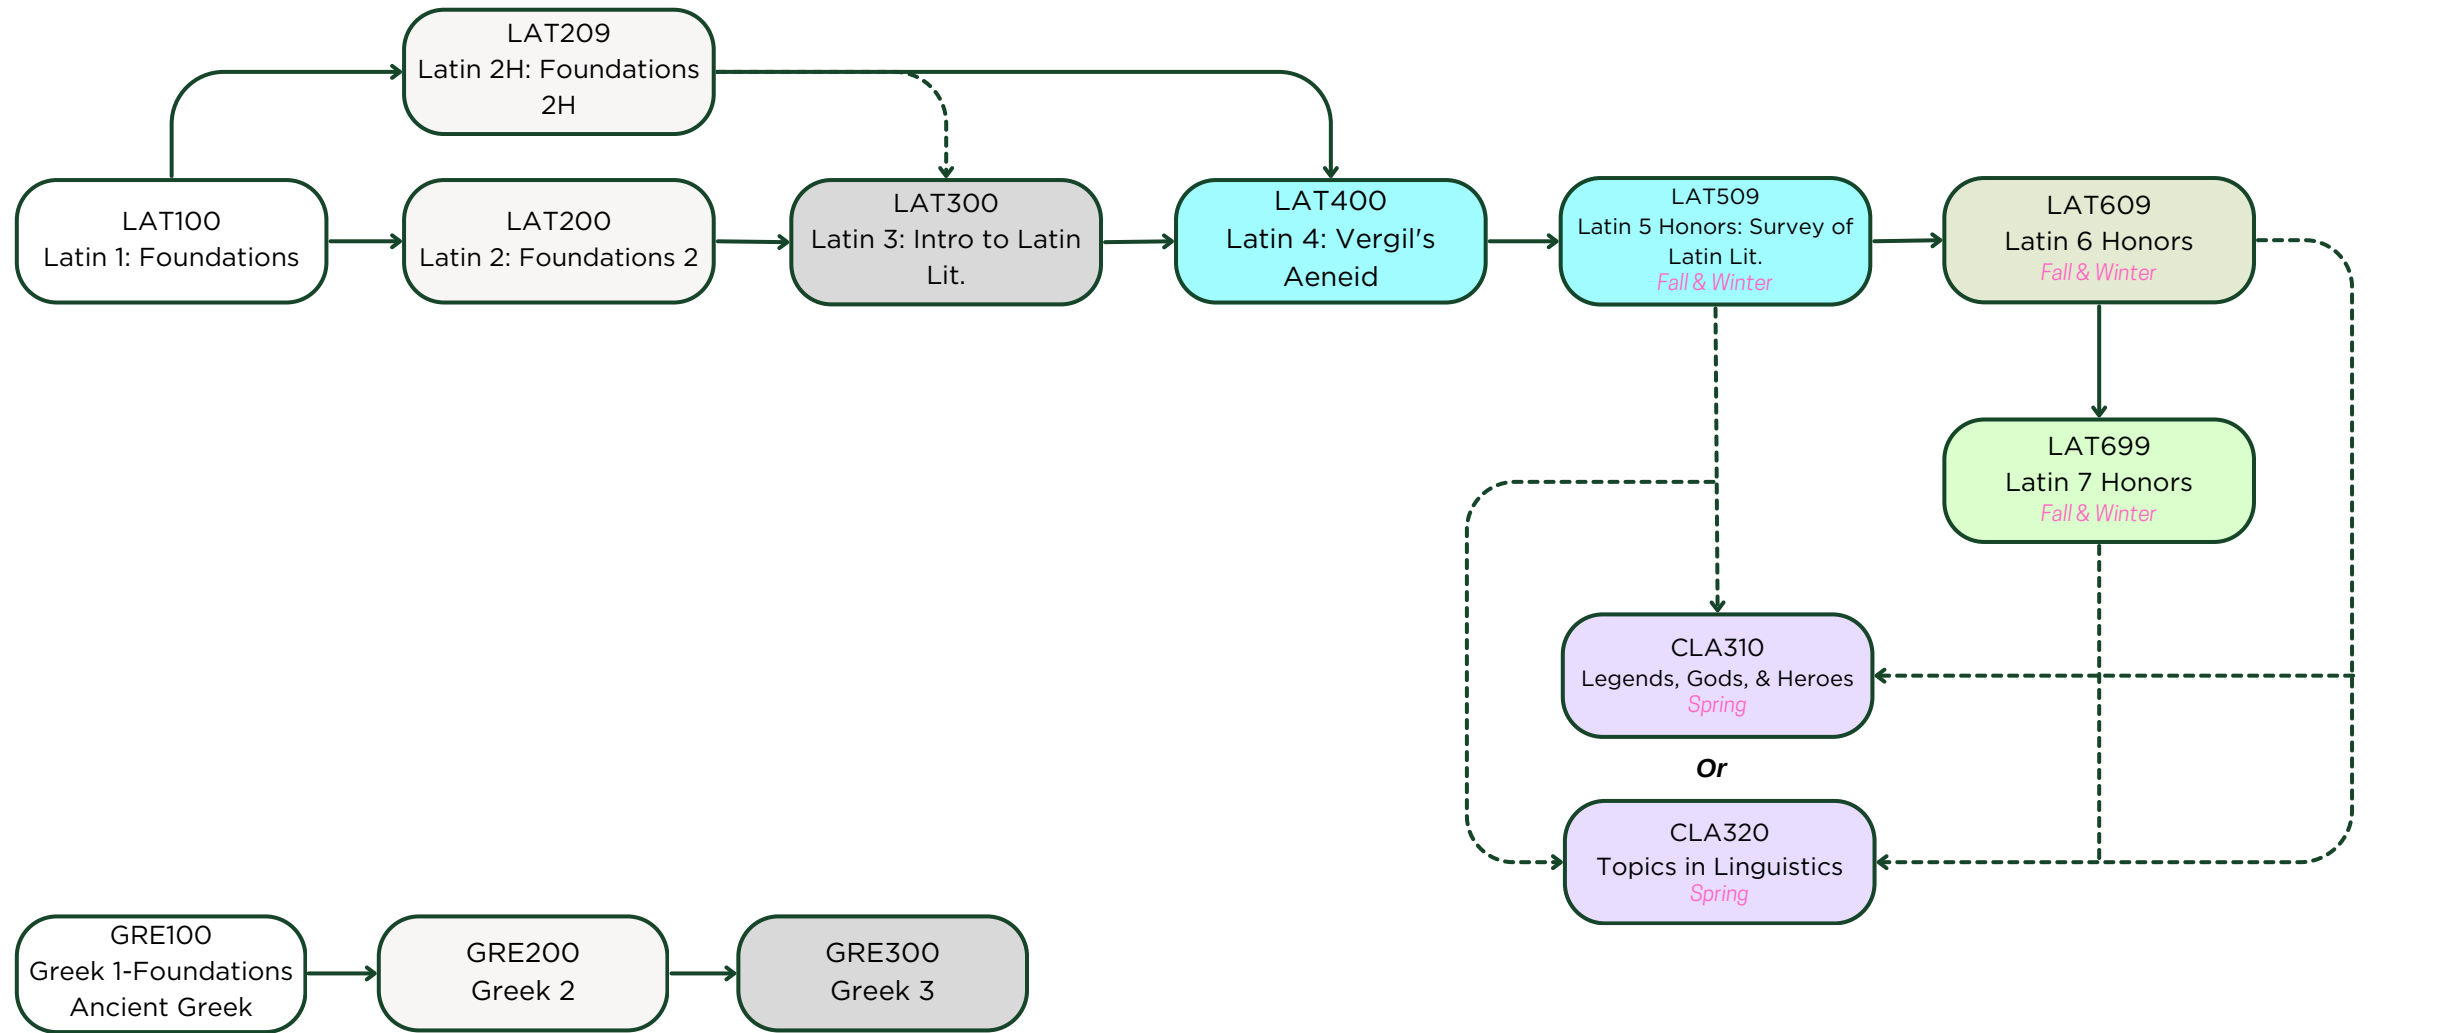 LAT209
Latin 2H: Foundations
2H
LAT100
Latin 1: Foundations
LAT200
Latin 2: Foundations 2
LAT300
Latin 3: Intro to Latin
Lit.
LAT400
Latin 4: Vergil's
Aeneid
LAT509
Latin 5 Honors: Survey of
Latin Lit.
Fall & Winter
LAT609
Latin 6 Honors
Fall & Winter
LAT699
Latin 7 Honors
Fall & Winter
CLA310
Legends, Gods, & Heroes
Spring
Or
CLA320
Topics in Linguistics
Spring
GRE100
Greek 1-Foundations
Ancient Greek
GRE200
Greek 2
GRE300
Greek 3